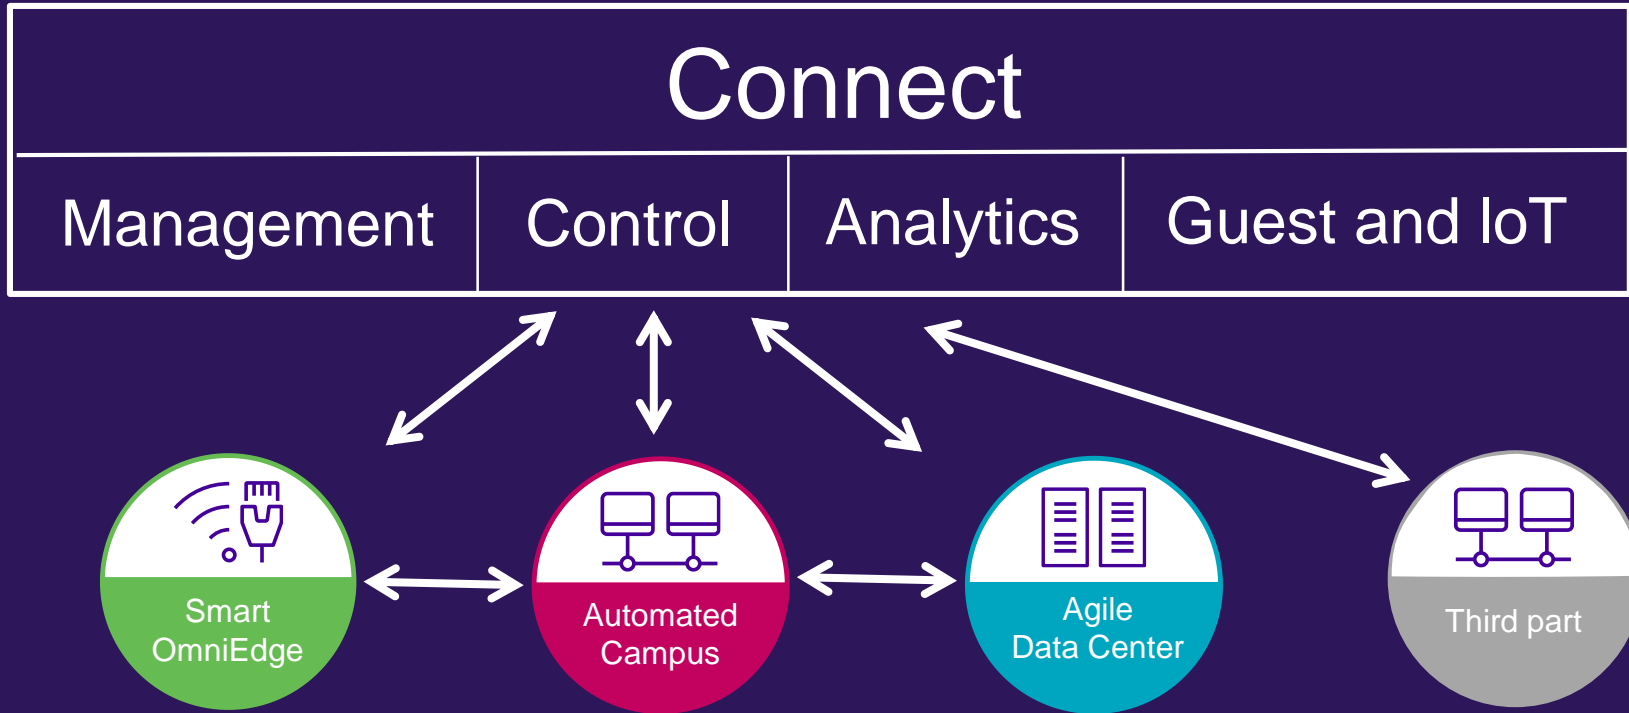 Connect
Management Control Analytics Guest and IoT
Smart
OmniEdge
Automated
Campus
Agile
Data Center
Third part